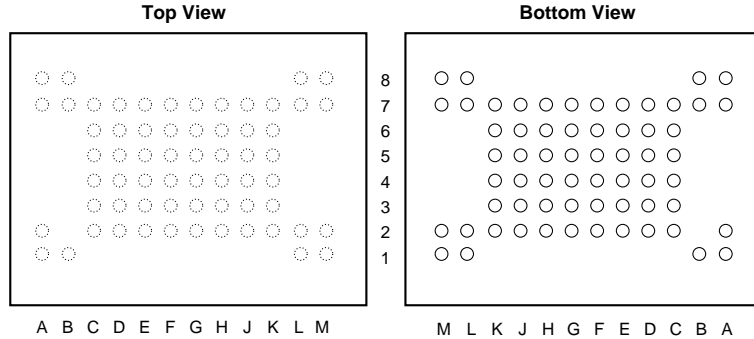 Top View
Bottom View
8
7
6
5
4
3
2
1
A B C D E F G H J K L M
M L K J H G F E D C B A